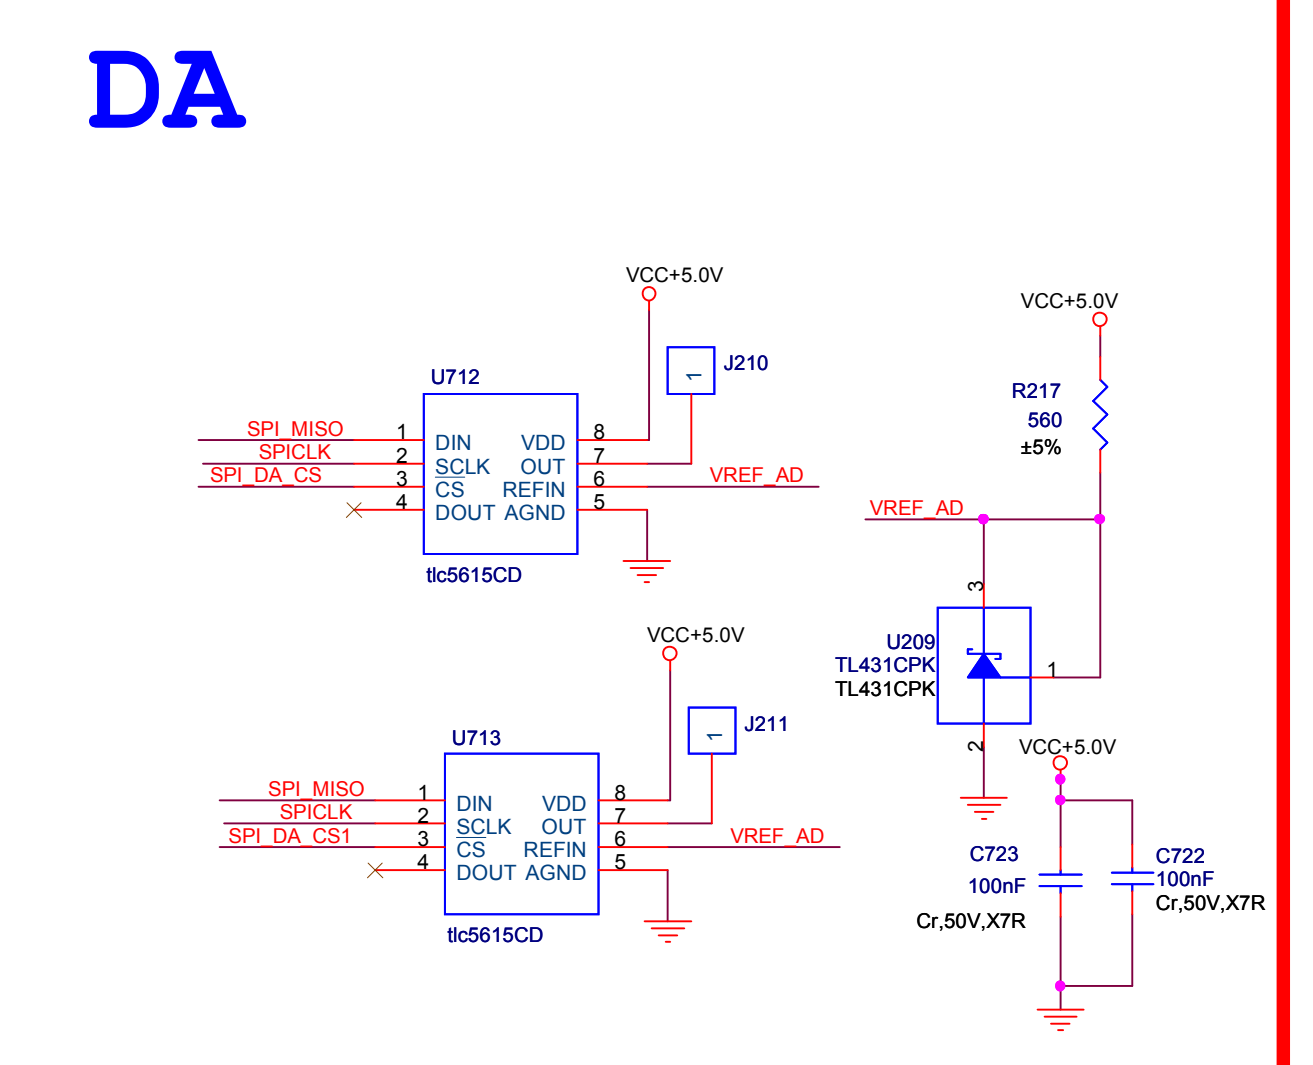 DA
VCC+5.0V
J210
1
U712
SPI_MISO 1 DIN VDD 8
SPICLK 2 SCLK OUT 7
SPI_DA_CS 3 CS REFIN 6 VREF_AD
4 DOUT AGND 5
tlc5615CD
VCC+5.0V
J211
1
U713
SPI_MISO 1 DIN VDD 8
SPICLK 2 SCLK OUT 7
SPI_DA_CS1 3 CS REFIN 6 VREF_AD
4 DOUT AGND 5
tlc5615CD
VCC+5.0V
R217
560
±5%
VREF_AD
3
U209
TL431CPK
TL431CPK
1
2
VCC+5.0V
C723
100nF
Cr,50V,X7R
C722
100nF
Cr,50V,X7R